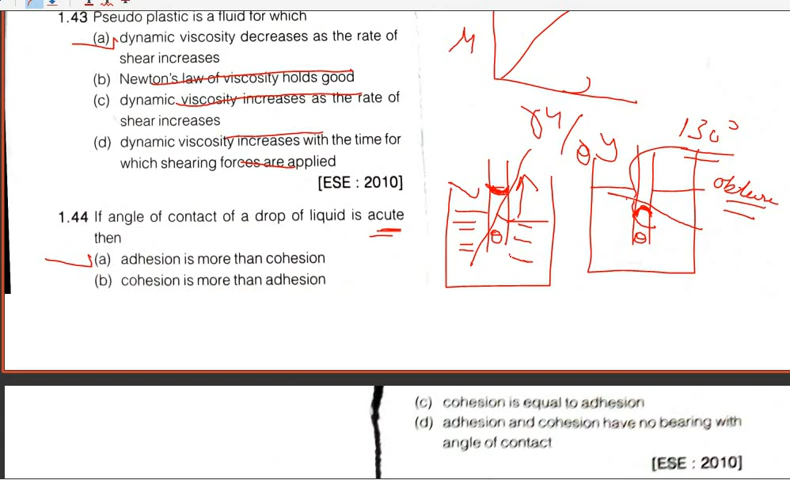 1.43 Pseudo plastic is a fluid for which
(a) dynamic viscosity decreases as the rate of
shear increases
(b) Newton's law of viscosity holds good
(c) dynamic viscosity increases as the rate of
shear increases
(d) dynamic viscosity increases with the time for
which shearing forces are applied
[ESE : 2010]
1.44 If angle of contact of a drop of liquid is acute
then
(a) adhesion is more than cohesion
(b) cohesion is more than adhesion
μ
130°
obtuse
θ
θ
(c) cohesion is equal to adhesion
(d) adhesion and cohesion have no bearing with
angle of contact
[ESE : 2010]